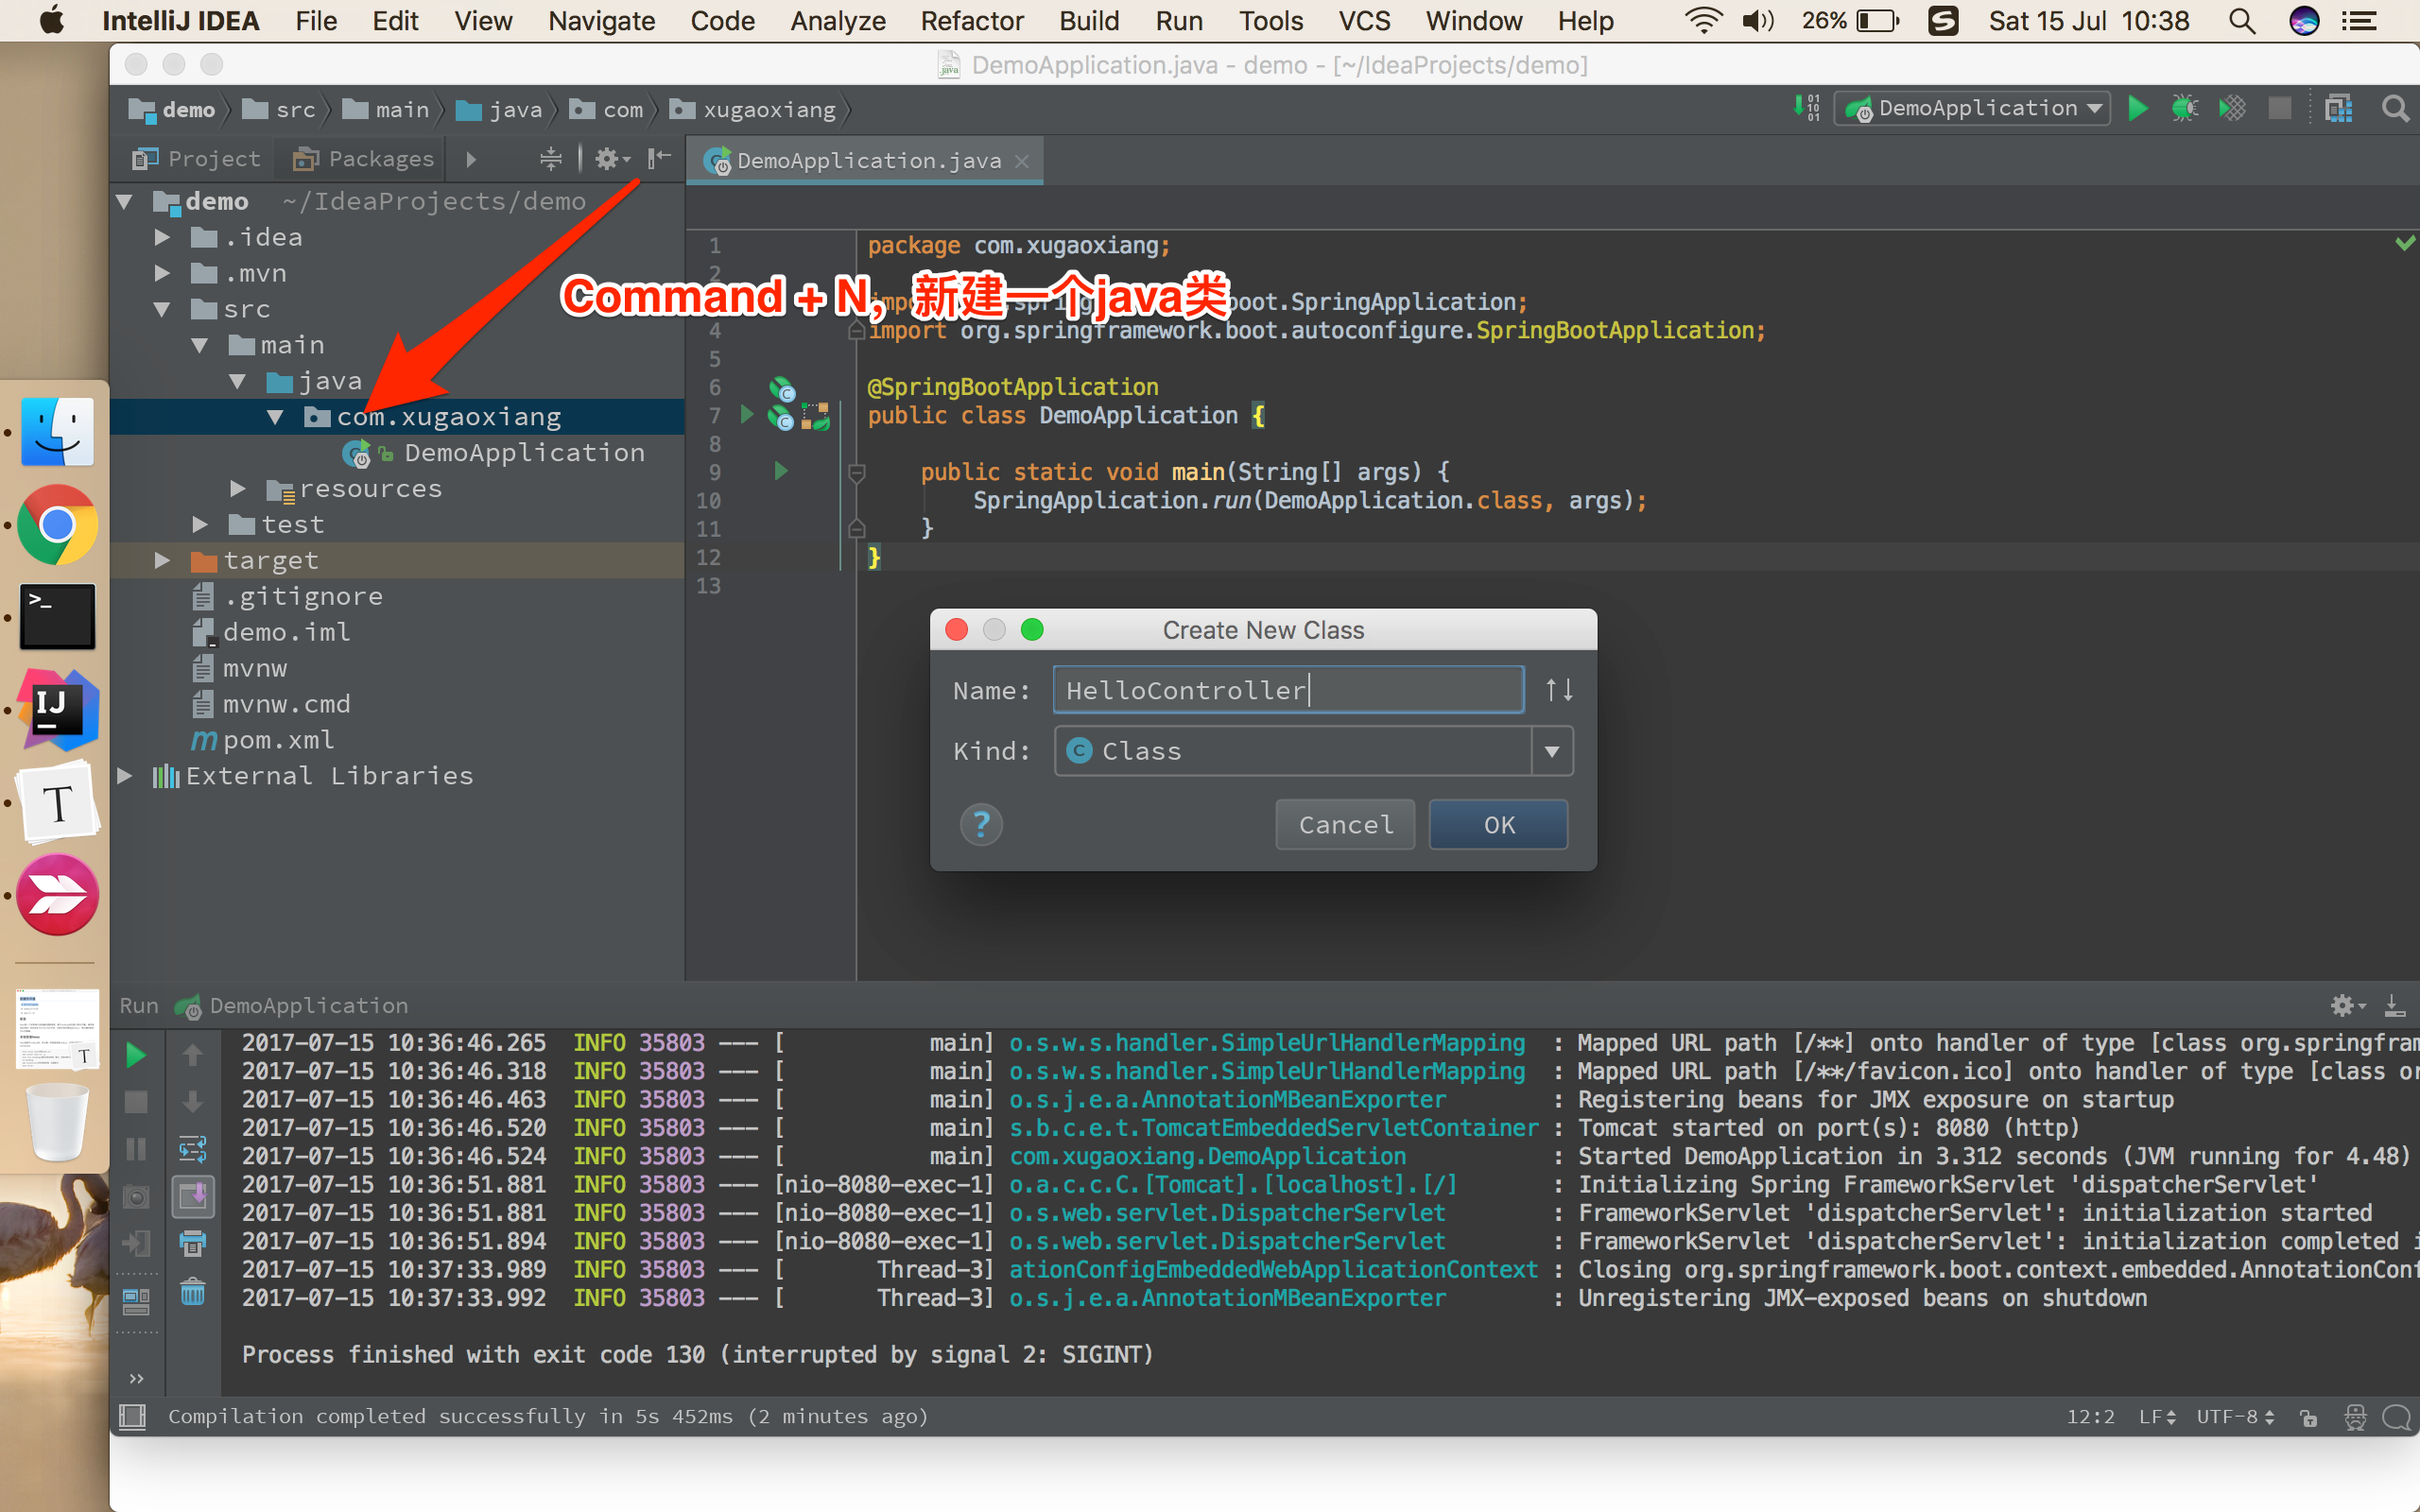 IntelliJ IDEA File Edit View Navigate Code Analyze Refactor Build Run Tools VCS Window Help 26% Sat 15 Jul 10:38
DemoApplication.java - demo - [~/IdeaProjects/demo]
demo src main java com xugaoxiang DemoApplication
Project Packages
DemoApplication.java
demo ~/IdeaProjects/demo
.idea
.mvn
src
main
java
com.xugaoxiang
DemoApplication
resources
test
target
.gitignore
demo.iml
mvnw
mvnw.cmd
pom.xml
External Libraries
Command + N，新建一个java类
1 package com.xugaoxiang;
2
boot.SpringApplication;
4 import org.springframework.boot.autoconfigure.SpringBootApplication;
5
6 @SpringBootApplication
7 public class DemoApplication {
8
9 public static void main(String[] args) {
10 SpringApplication.run(DemoApplication.class, args);
11 }
12 }
13
Create New Class
Name: HelloController
Kind: Class
? Cancel OK
Run DemoApplication
2017-07-15 10:36:46.265 INFO 35803 --- [ main] o.s.w.s.handler.SimpleUrlHandlerMapping : Mapped URL path [/**] onto handler of type [class org.springfram
2017-07-15 10:36:46.318 INFO 35803 --- [ main] o.s.w.s.handler.SimpleUrlHandlerMapping : Mapped URL path [/**/favicon.ico] onto handler of type [class or
2017-07-15 10:36:46.463 INFO 35803 --- [ main] o.s.j.e.a.AnnotationMBeanExporter : Registering beans for JMX exposure on startup
2017-07-15 10:36:46.520 INFO 35803 --- [ main] s.b.c.e.t.TomcatEmbeddedServletContainer : Tomcat started on port(s): 8080 (http)
2017-07-15 10:36:46.524 INFO 35803 --- [ main] com.xugaoxiang.DemoApplication : Started DemoApplication in 3.312 seconds (JVM running for 4.48)
2017-07-15 10:36:51.881 INFO 35803 --- [nio-8080-exec-1] o.a.c.c.C.[Tomcat].[localhost].[/] : Initializing Spring FrameworkServlet 'dispatcherServlet'
2017-07-15 10:36:51.881 INFO 35803 --- [nio-8080-exec-1] o.s.web.servlet.DispatcherServlet : FrameworkServlet 'dispatcherServlet': initialization started
2017-07-15 10:36:51.894 INFO 35803 --- [nio-8080-exec-1] o.s.web.servlet.DispatcherServlet : FrameworkServlet 'dispatcherServlet': initialization completed i
2017-07-15 10:37:33.989 INFO 35803 --- [ Thread-3] ationConfigEmbeddedWebApplicationContext : Closing org.springframework.boot.context.embedded.AnnotationConf
2017-07-15 10:37:33.992 INFO 35803 --- [ Thread-3] o.s.j.e.a.AnnotationMBeanExporter : Unregistering JMX-exposed beans on shutdown
Process finished with exit code 130 (interrupted by signal 2: SIGINT)
Compilation completed successfully in 5s 452ms (2 minutes ago) 12:2 LF UTF-8